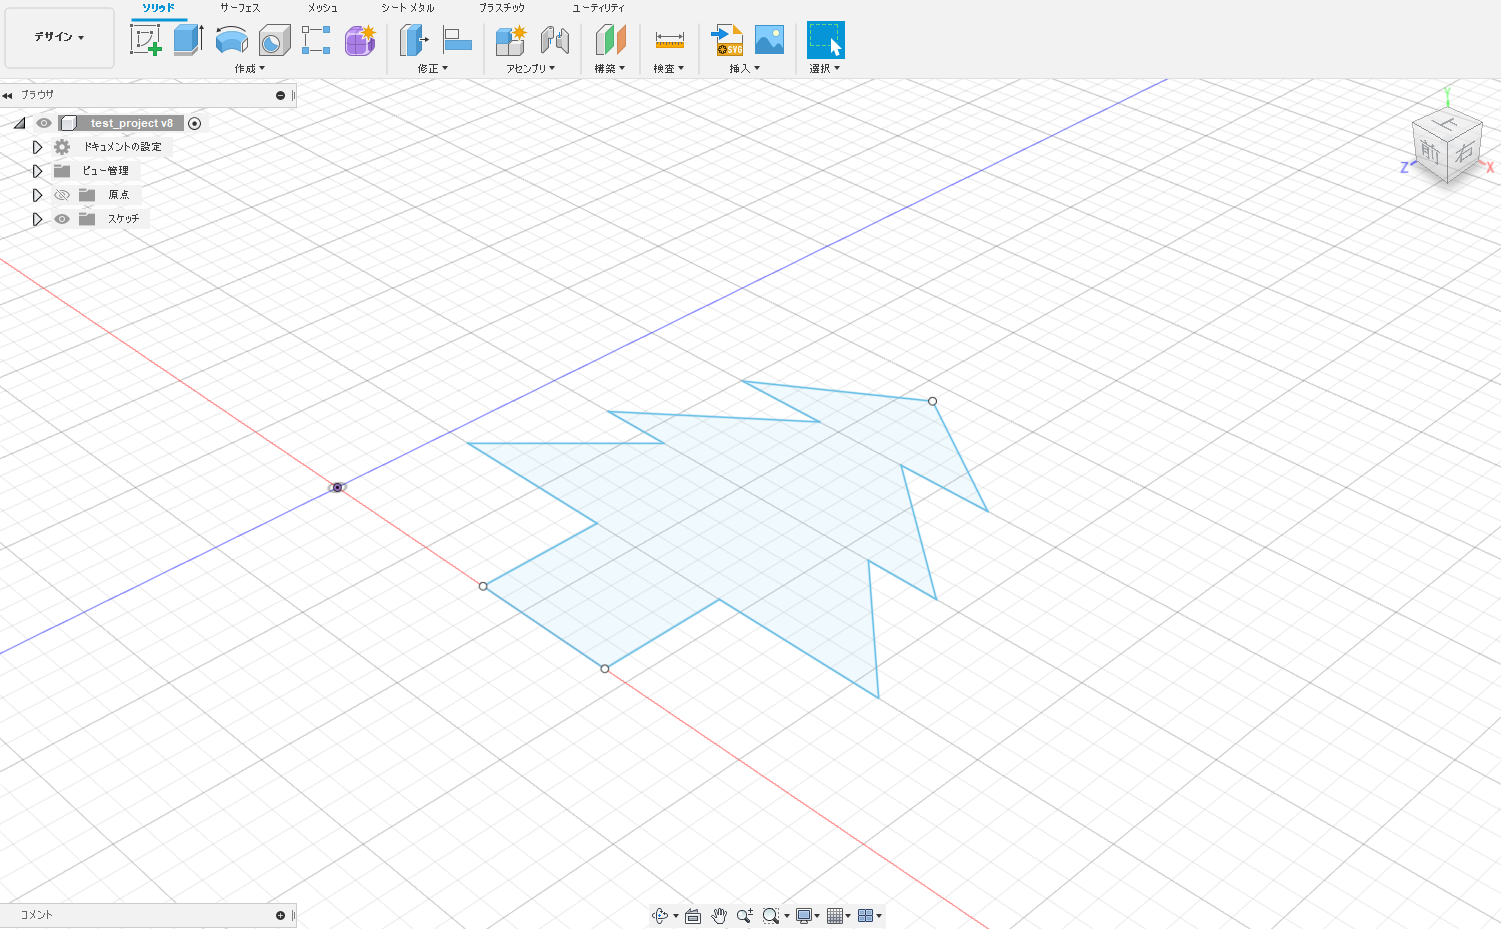 ソリッド サーフェス メッシュ シート メタル プラスチック ユーティリティ
デザイン
SVG
作成 修正 アセンブリ 構築 検査 挿入 選択
ブラウザ
test_project v8
ドキュメントの設定
ビュー管理
原点
スケッチ
Y
上
前 右
Z X
コメント